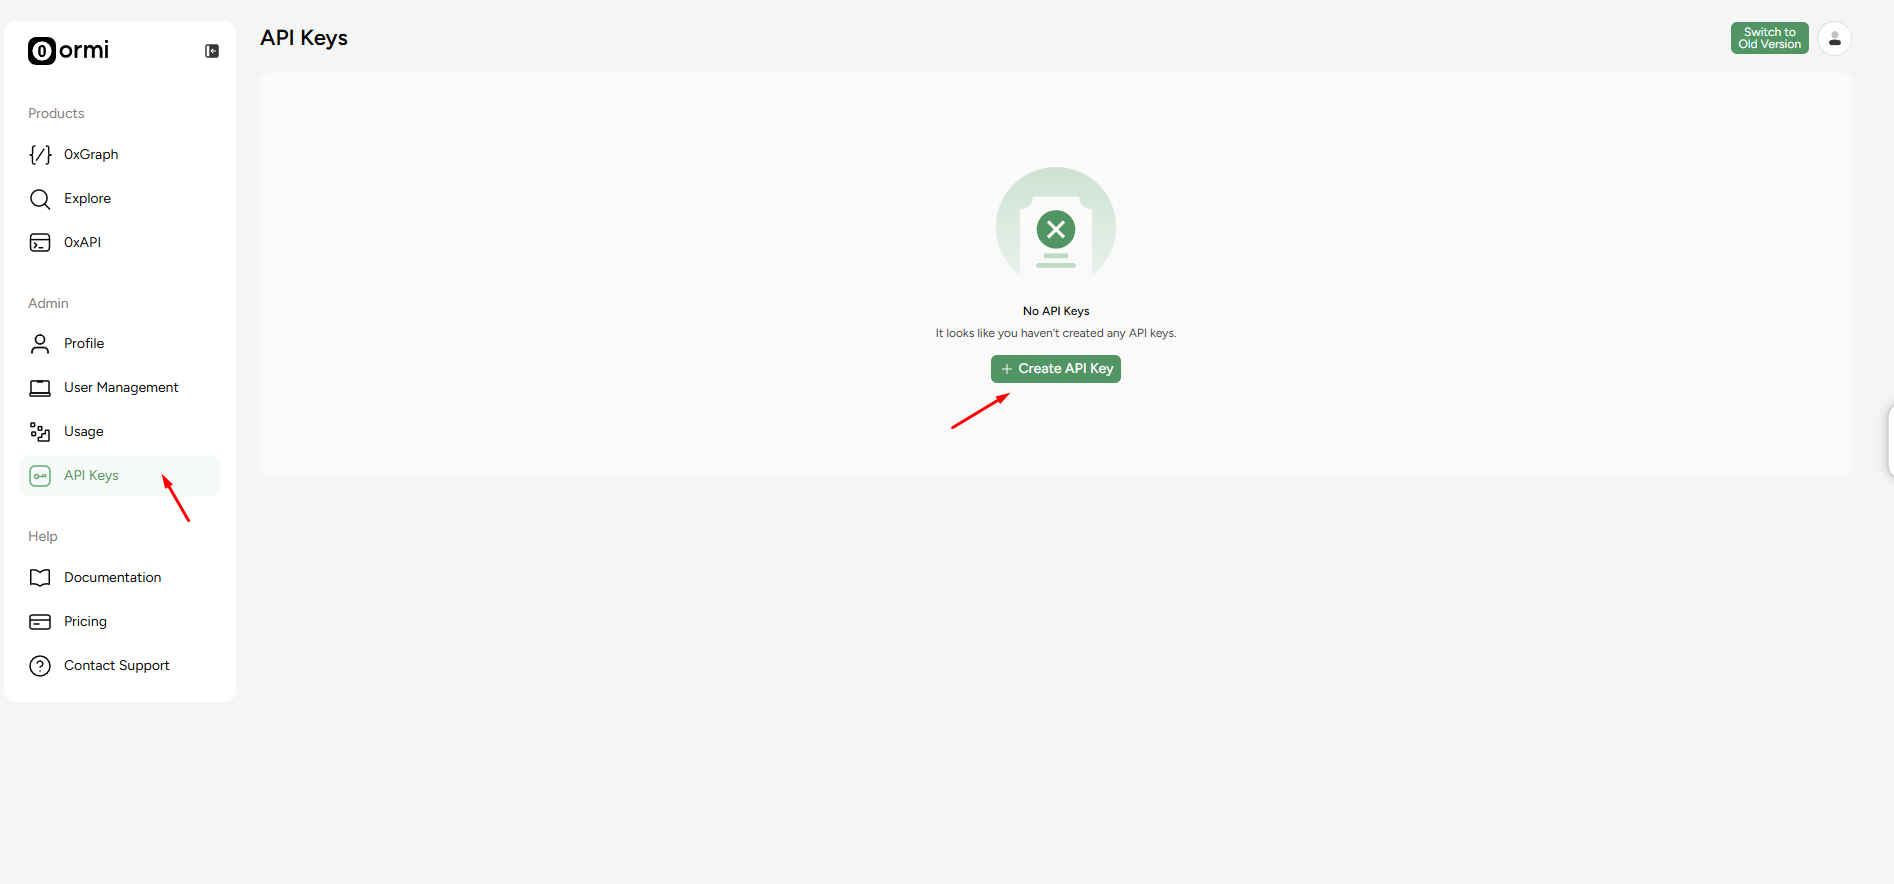 ormi
Products
0xGraph
Explore
0xAPI
Admin
Profile
User Management
Usage
API Keys
Help
Documentation
Pricing
Contact Support
API Keys
Switch to
Old Version
No API Keys
It looks like you haven't created any API keys.
+ Create API Key